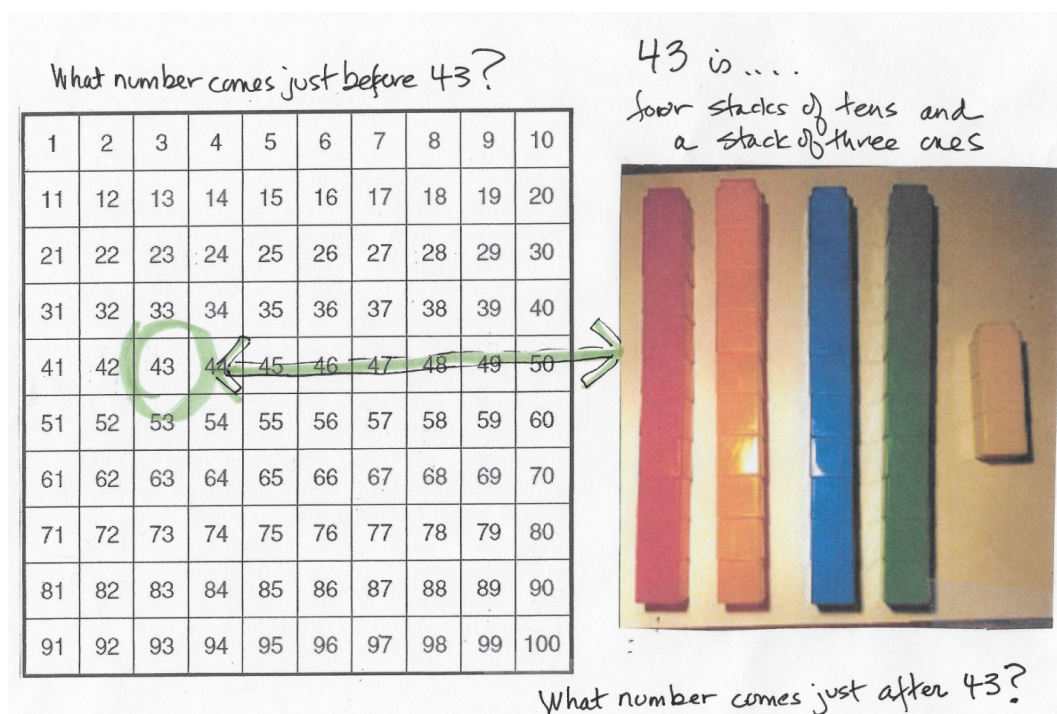 What number comes just before 43?
43 is....
four stacks of tens and
a stack of three ones
1 2 3 4 5 6 7 8 9 10
11 12 13 14 15 16 17 18 19 20
21 22 23 24 25 26 27 28 29 30
31 32 33 34 35 36 37 38 39 40
41 42 43 44 45 46 47 48 49 50
51 52 53 54 55 56 57 58 59 60
61 62 63 64 65 66 67 68 69 70
71 72 73 74 75 76 77 78 79 80
81 82 83 84 85 86 87 88 89 90
91 92 93 94 95 96 97 98 99 100
What number comes just after 43?